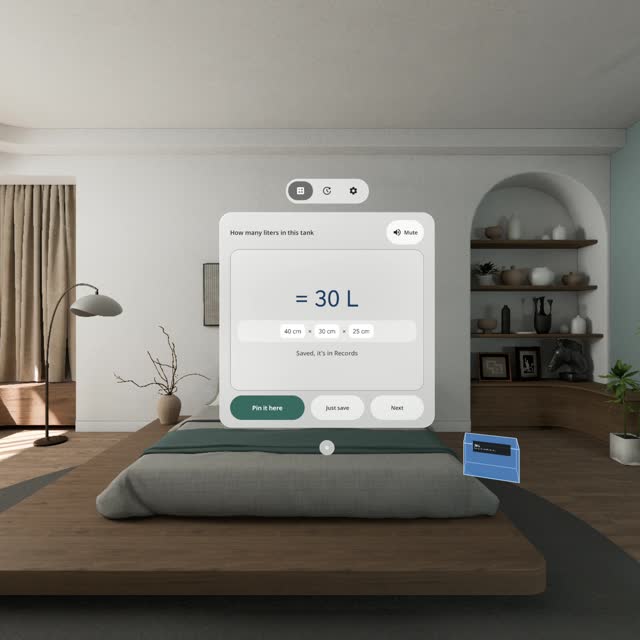 How many liters in this tank
Mute
= 30 L
40 cm × 30 cm × 25 cm
Saved, it's in Records
Pin it here
Just save
Next